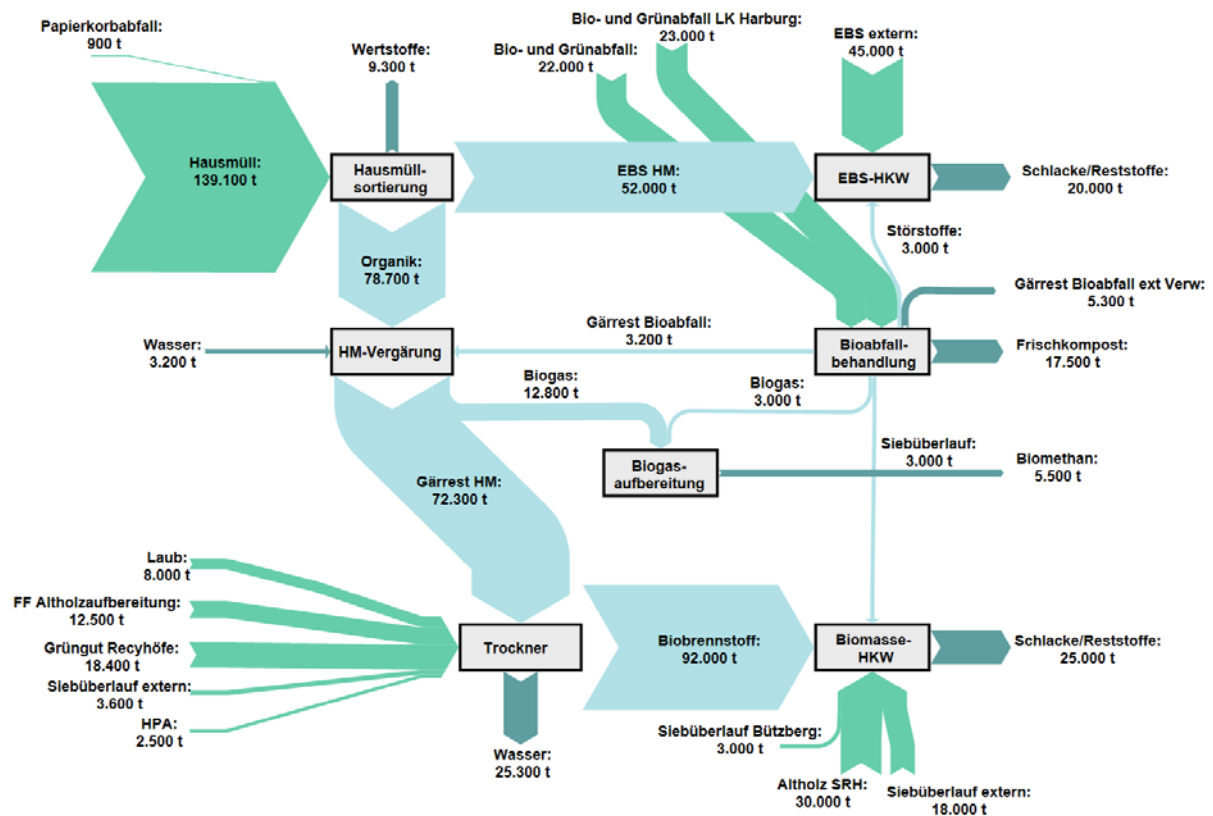 Papierkorbabfall:
900 t
Wertstoffe:
9.300 t
Bio- und Grünabfall LK Harburg:
23.000 t
Bio- und Grünabfall:
22.000 t
EBS extern:
45.000 t
Hausmüll:
139.100 t
Hausmüll-
sortierung
EBS HM:
52.000 t
EBS-HKW
Schlacke/Reststoffe:
20.000 t
Störstoffe:
3.000 t
Organik:
78.700 t
Gärrest Bioabfall ext Verw:
5.300 t
Wasser:
3.200 t
HM-Vergärung
Gärrest Bioabfall:
3.200 t
Bioabfall-
behandlung
Frischkompost:
17.500 t
Biogas:
12.800 t
Biogas:
3.000 t
Siebüberlauf:
3.000 t
Biogas-
aufbereitung
Biomethan:
5.500 t
Gärrest HM:
72.300 t
Laub:
8.000 t
FF Altholzaufbereitung:
12.500 t
Grüngut Recyhöfe:
18.400 t
Siebüberlauf extern:
3.600 t
HPA:
2.500 t
Trockner
Biobrennstoff:
92.000 t
Biomasse-
HKW
Schlacke/Reststoffe:
25.000 t
Wasser:
25.300 t
Siebüberlauf Bützberg:
3.000 t
Altholz SRH:
30.000 t
Siebüberlauf extern:
18.000 t